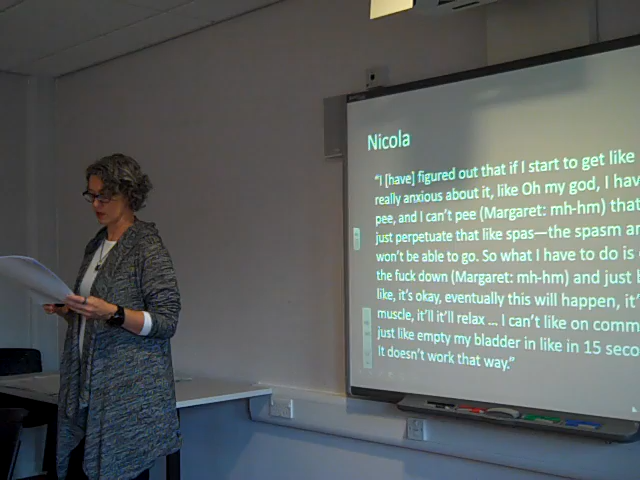 Nicola
"I [have] figured out that if I start to get like
really anxious about it, like Oh my god, I hav
pee, and I can't pee (Margaret: mh-hm) that
just perpetuate that like spas—the spasm an
won't be able to go. So what I have to do is
the fuck down (Margaret: mh-hm) and just b
like, it's okay, eventually this will happen, it'
muscle, it'll it'll relax ... I can't like on comm
just like empty my bladder in like in 15 seco
It doesn't work that way."